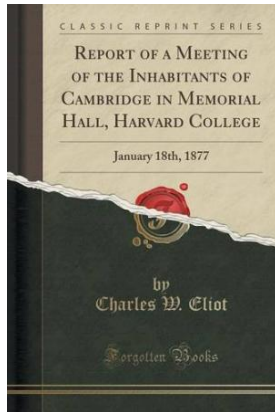 CLASSIC REPRINT SERIES
REPORT OF A MEETING
OF THE INHABITANTS OF
CAMBRIDGE IN MEMORIAL
HALL, HARVARD COLLEGE
January 18th, 1877
by
Charles W. Eliot
Forgotten Books